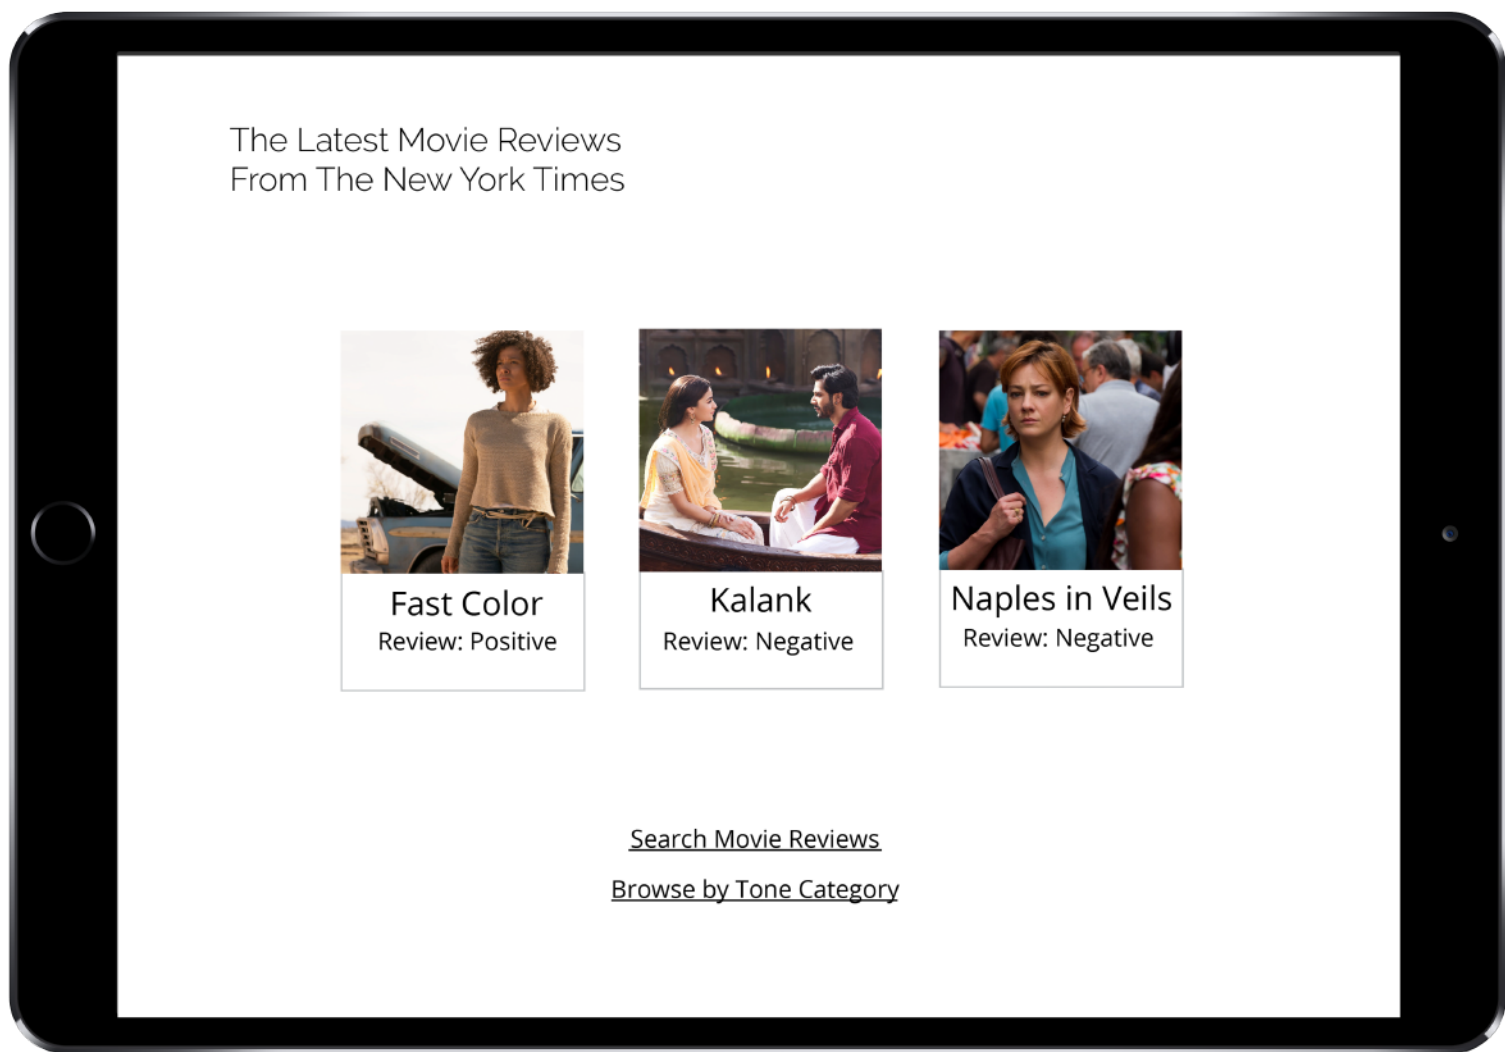 The Latest Movie Reviews
From The New York Times
Fast Color
Review: Positive
Kalank
Review: Negative
Naples in Veils
Review: Negative
Search Movie Reviews
Browse by Tone Category